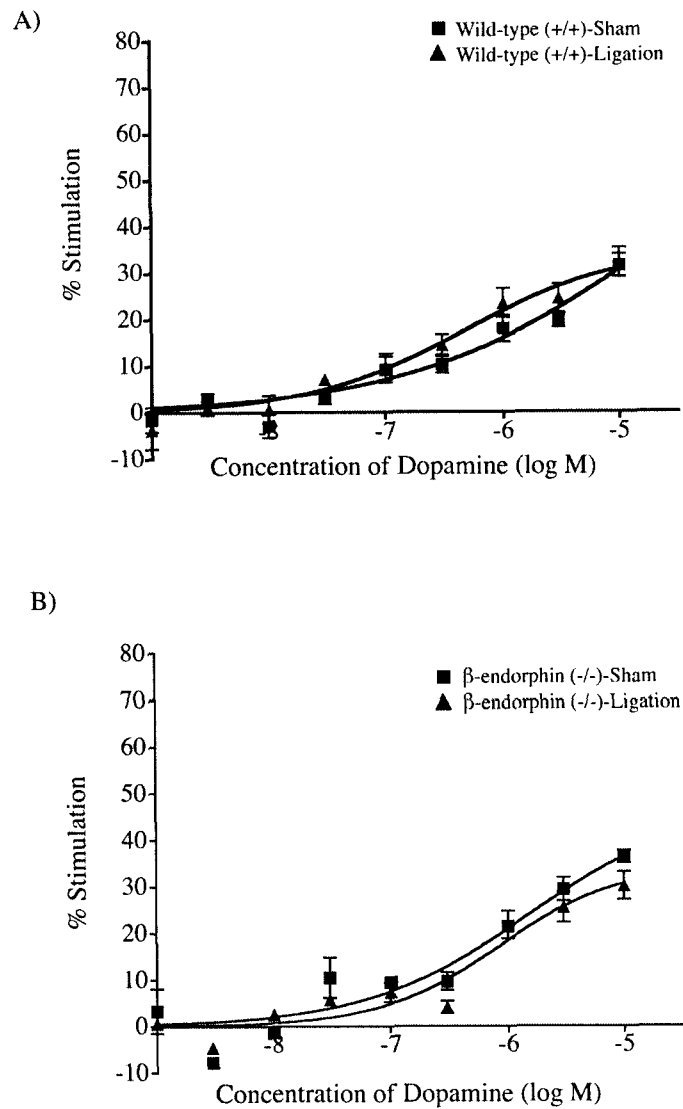 A)
Wild-type (+/+)-Sham
Wild-type (+/+)-Ligation
80
70
60
50
40
30
20
10
0
-10
% Stimulation
-8
-7
-6
-5
Concentration of Dopamine (log M)
B)
β-endorphin (-/-)-Sham
β-endorphin (-/-)-Ligation
80
70
60
50
40
30
20
10
0
-10
% Stimulation
-8
-7
-6
-5
Concentration of Dopamine (log M)